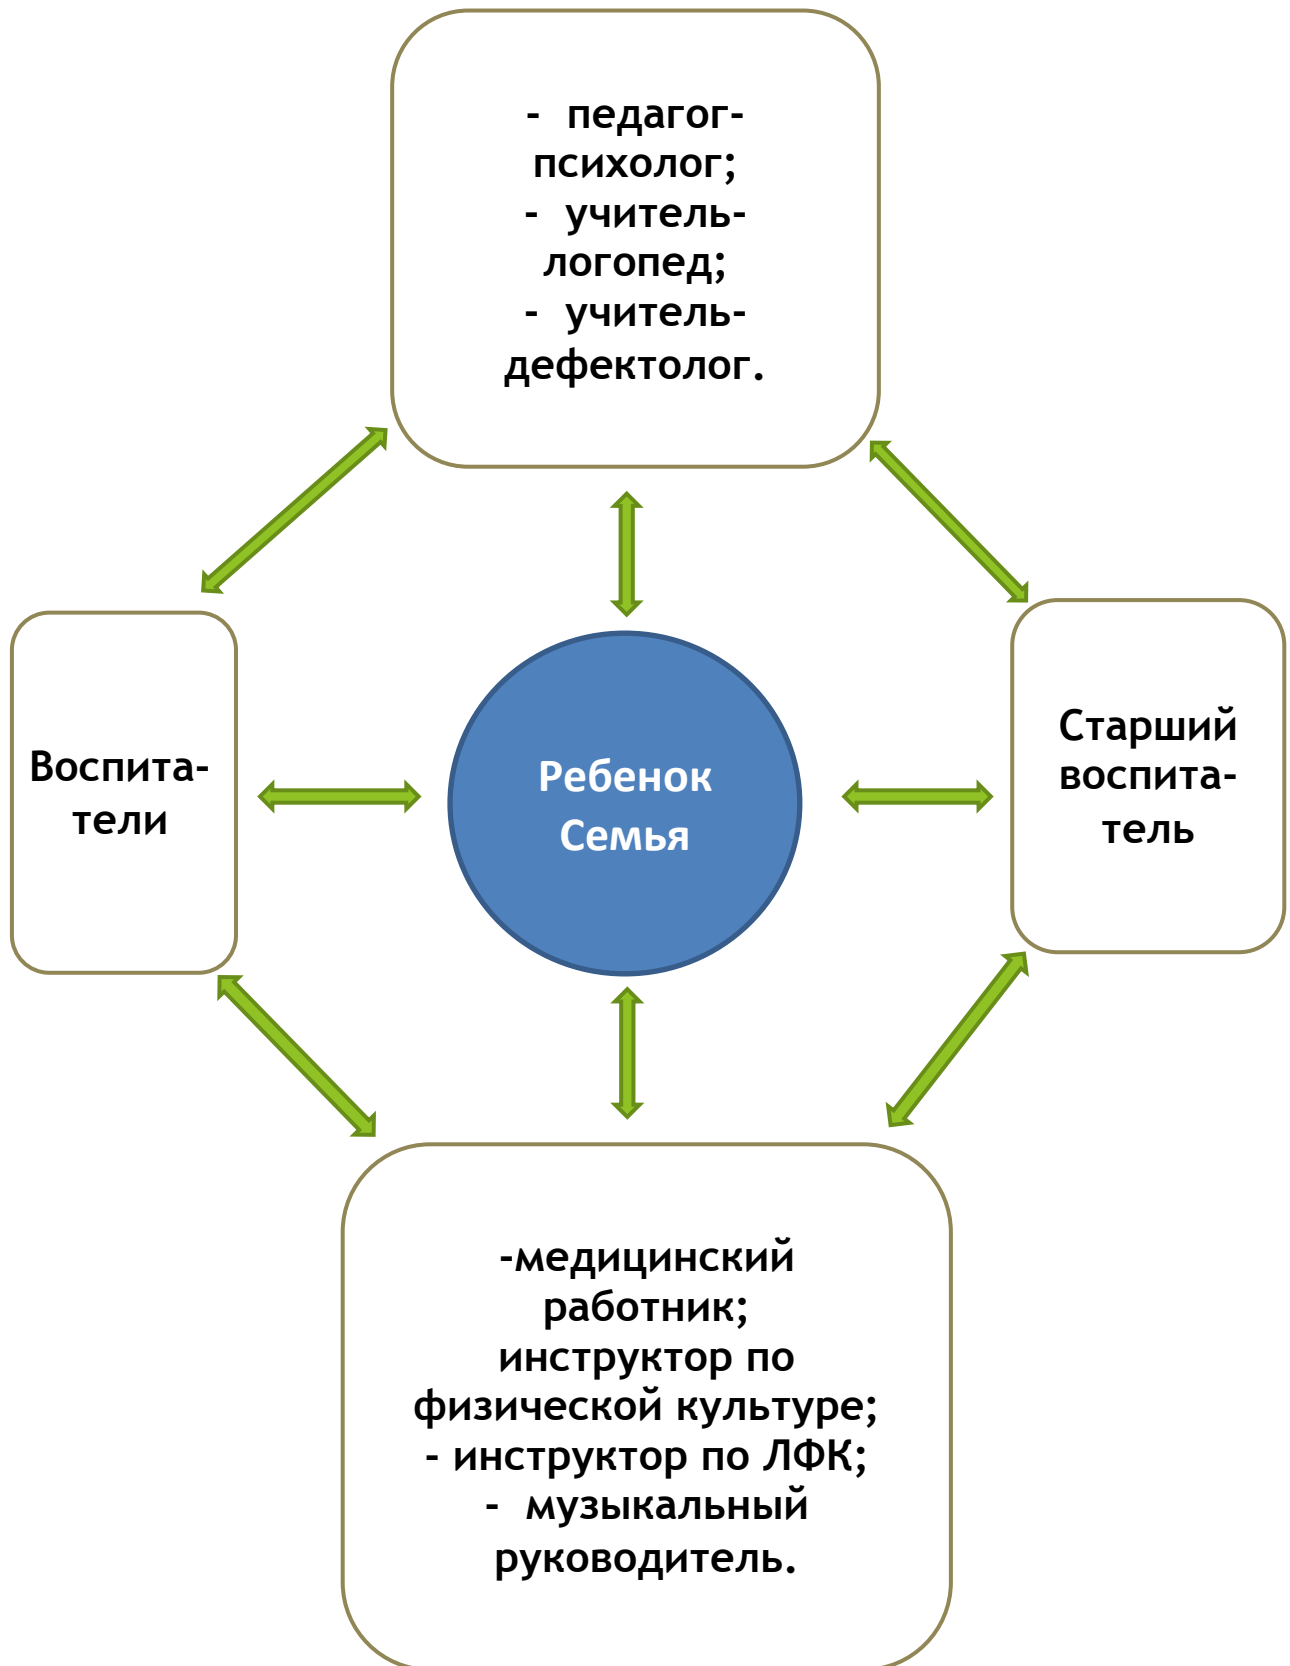 - педагог-
психолог;
- учитель-
логопед;
- учитель-
дефектолог.
Воспита-
тели
Ребенок
Семья
Старший
воспита-
тель
-медицинский
работник;
инструктор по
физической культуре;
- инструктор по ЛФК;
- музыкальный
руководитель.